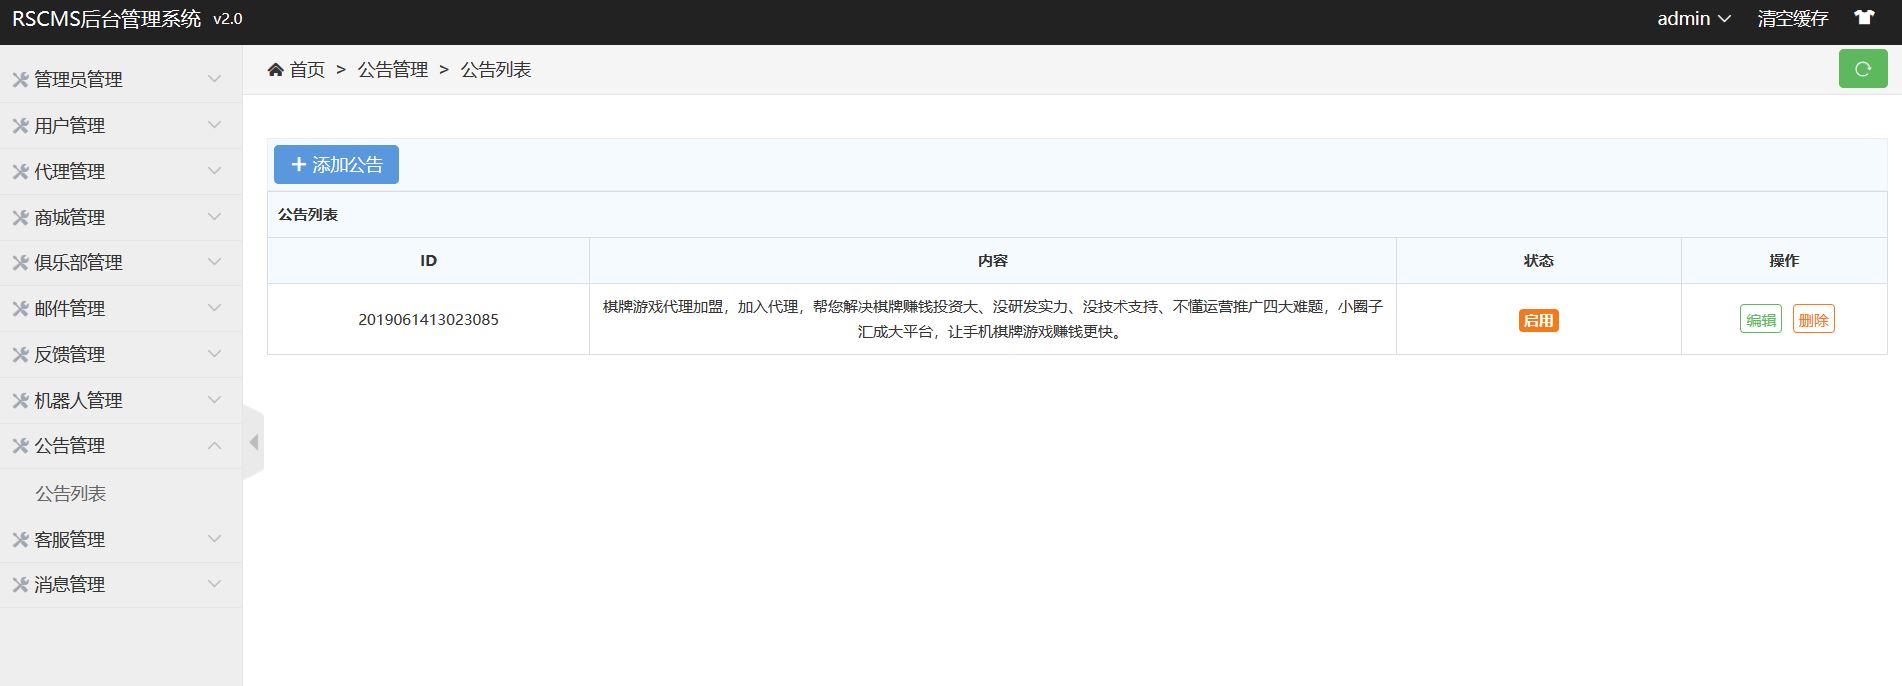 RSCMS后台管理系统 v2.0
admin 清空缓存
管理员管理
用户管理
代理管理
商城管理
俱乐部管理
邮件管理
反馈管理
机器人管理
公告管理
公告列表
客服管理
消息管理
首页 > 公告管理 > 公告列表
添加公告
公告列表
ID 内容 状态 操作
2019061413023085
棋牌游戏代理加盟，加入代理，帮您解决棋牌赚钱投资大、没研发实力、没技术支持、不懂运营推广四大难题，小圈子
汇成大平台，让手机棋牌游戏赚钱更快。
启用
编辑 删除